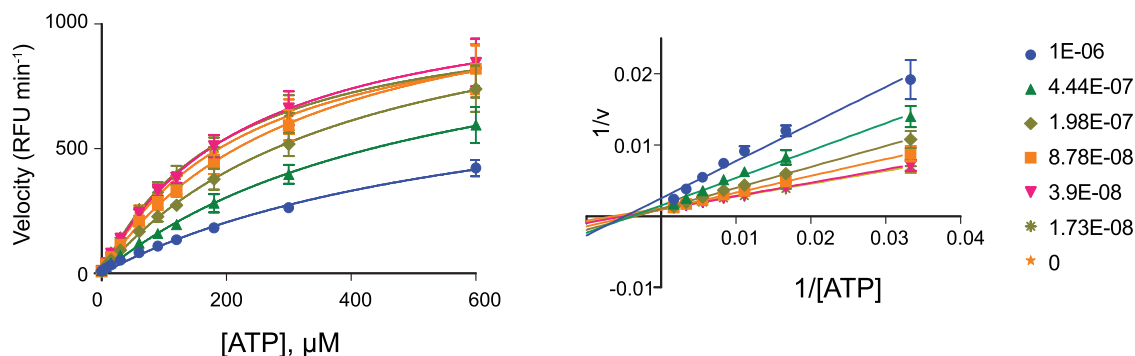 1000
500
0
0
200
400
600
Velocity (RFU min⁻¹)
[ATP], µM
0.02
0.01
-0.01
0.01
0.02
0.03
0.04
1/v
1/[ATP]
1E-06
4.44E-07
1.98E-07
8.78E-08
3.9E-08
1.73E-08
0